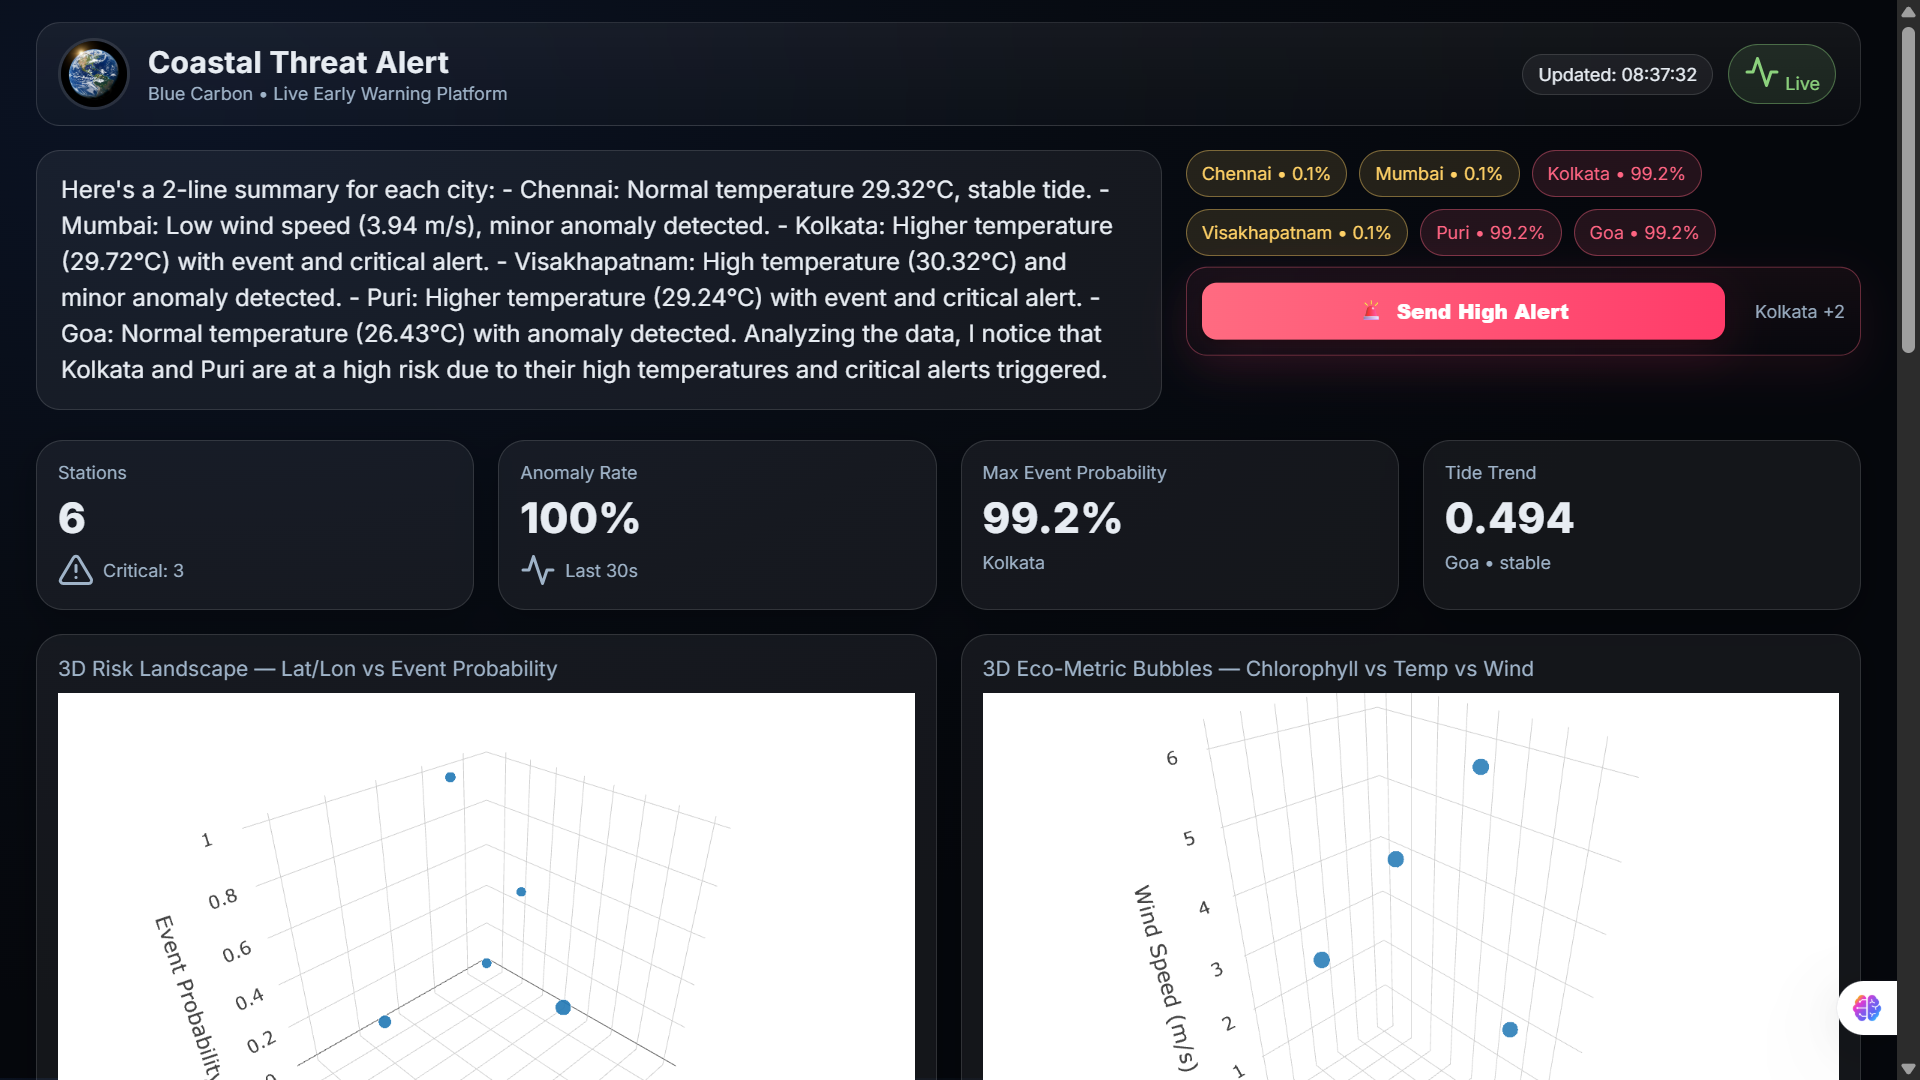 Coastal Threat Alert
Blue Carbon • Live Early Warning Platform
Updated: 08:37:32
Live
Here's a 2-line summary for each city: - Chennai: Normal temperature 29.32°C, stable tide. -
Mumbai: Low wind speed (3.94 m/s), minor anomaly detected. - Kolkata: Higher temperature
(29.72°C) with event and critical alert. - Visakhapatnam: High temperature (30.32°C) and
minor anomaly detected. - Puri: Higher temperature (29.24°C) with event and critical alert. -
Goa: Normal temperature (26.43°C) with anomaly detected. Analyzing the data, I notice that
Kolkata and Puri are at a high risk due to their high temperatures and critical alerts triggered.
Chennai • 0.1%
Mumbai • 0.1%
Kolkata • 99.2%
Visakhapatnam • 0.1%
Puri • 99.2%
Goa • 99.2%
Send High Alert
Kolkata +2
Stations
6
Critical: 3
Anomaly Rate
100%
Last 30s
Max Event Probability
99.2%
Kolkata
Tide Trend
0.494
Goa • stable
3D Risk Landscape — Lat/Lon vs Event Probability
1
0.8
0.6
0.4
0.2
0
Event Probability
3D Eco-Metric Bubbles — Chlorophyll vs Temp vs Wind
6
5
4
3
2
1
Wind Speed (m/s)